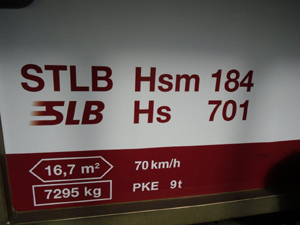 STLB Hsm 184
SLB Hs 701
16,7 m² 70 km/h
7295 kg PKE 9t